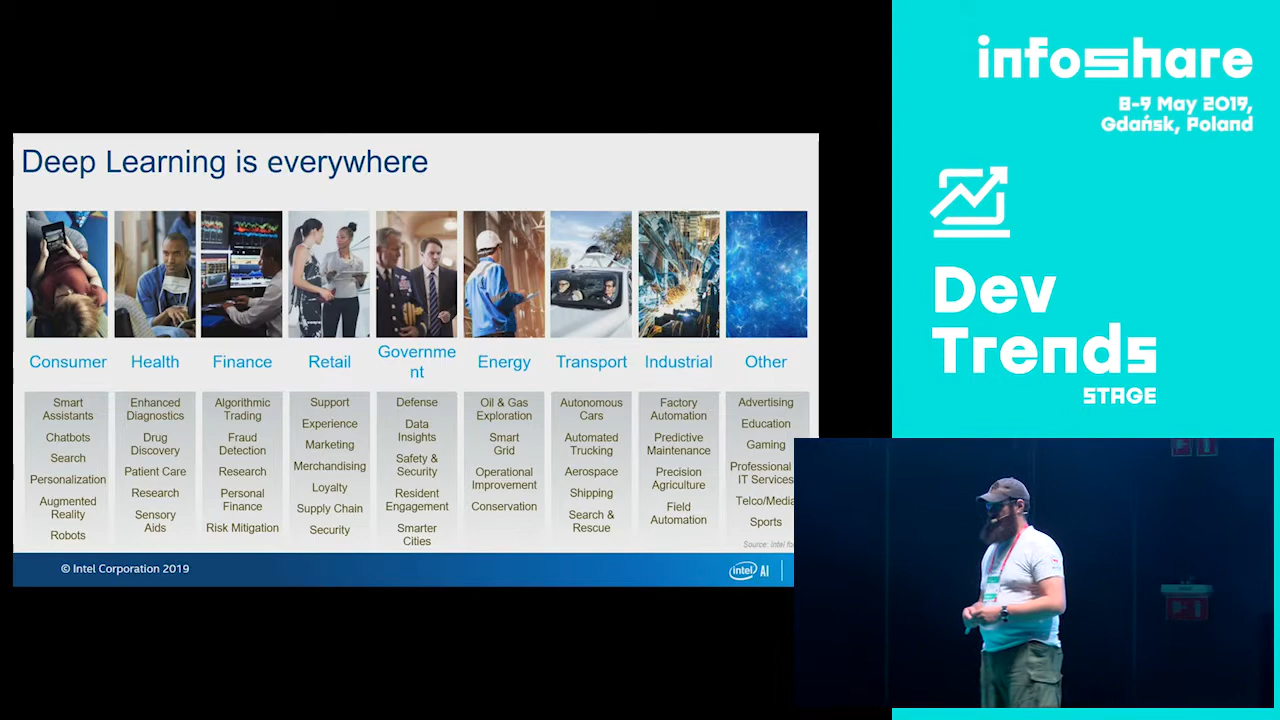 Deep Learning is everywhere
Consumer
Health
Finance
Retail
Governme
nt
Energy
Transport
Industrial
Other
Smart
Assistants
Chatbots
Search
Personalization
Augmented
Reality
Robots
Enhanced
Diagnostics
Drug
Discovery
Patient Care
Research
Sensory
Aids
Algorithmic
Trading
Fraud
Detection
Research
Personal
Finance
Risk Mitigation
Support
Experience
Marketing
Merchandising
Loyalty
Supply Chain
Security
Defense
Data
Insights
Safety &
Security
Resident
Engagement
Smarter
Cities
Oil & Gas
Exploration
Smart
Grid
Operational
Improvement
Conservation
Autonomous
Cars
Automated
Trucking
Aerospace
Shipping
Search &
Rescue
Factory
Automation
Predictive
Maintenance
Precision
Agriculture
Field
Automation
Advertising
Education
Gaming
Professional
IT Services
Telco/Media
Sports
Source: Intel
© Intel Corporation 2019
intel AI
infoshare
8-9 May 2019,
Gdańsk, Poland
Dev
Trends
STAGE